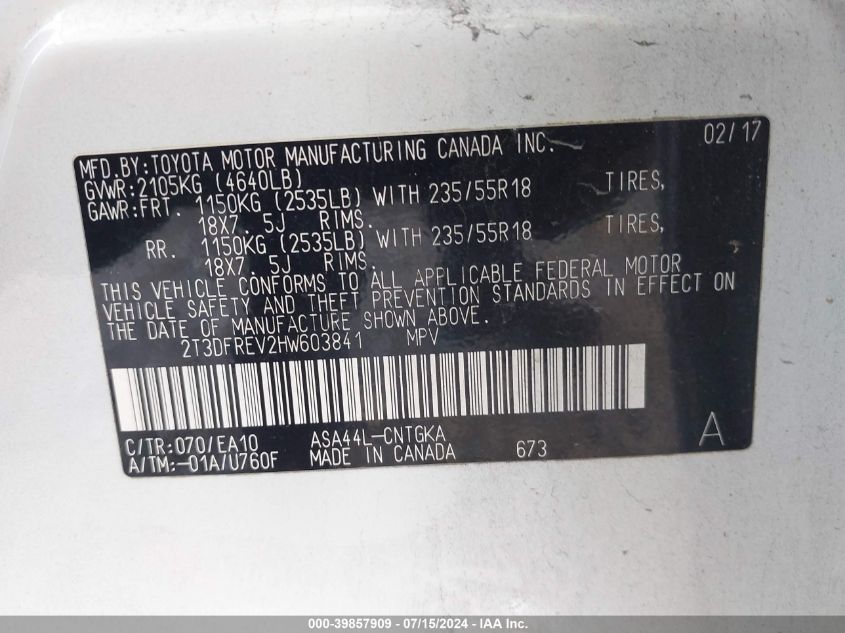 02/17
MFD.BY:TOYOTA MOTOR MANUFACTURING CANADA INC.
GVWR:2105KG (4640LB)
GAWR:FRT. 1150KG (2535LB) WITH 235/55R18 TIRES,
18X7. 5J RIMS.
RR. 1150KG (2535LB) WITH 235/55R18 TIRES,
18X7. 5J RIMS.
THIS VEHICLE CONFORMS TO ALL APPLICABLE FEDERAL MOTOR
VEHICLE SAFETY AND THEFT PREVENTION STANDARDS IN EFFECT ON
THE DATE OF MANUFACTURE SHOWN ABOVE.
2T3DFREV2HW603841 MPV
C/TR:070/EA10 ASA44L-CNTGKA A
A/TM:-01A/U760F MADE IN CANADA 673
000-39857909 - 07/15/2024 - IAA Inc.